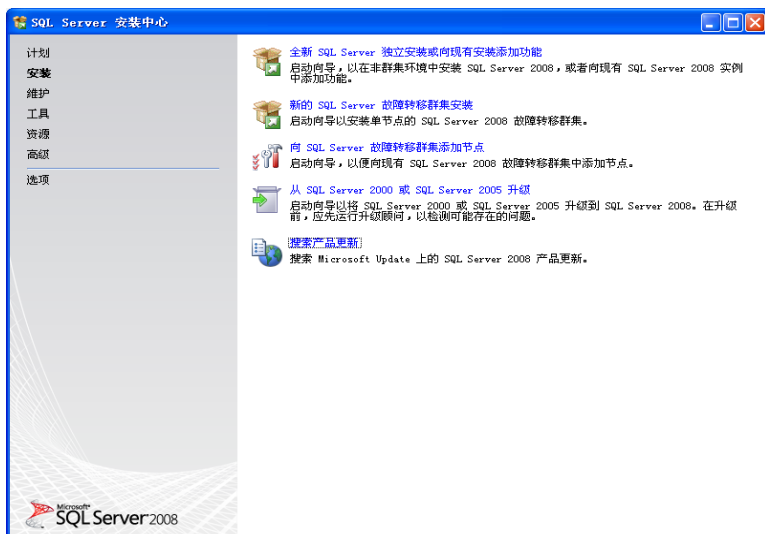 SQL Server 安装中心
计划
安装
维护
工具
资源
高级
选项
全新 SQL Server 独立安装或向现有安装添加功能
启动向导，以在非群集环境中安装 SQL Server 2008，或者向现有 SQL Server 2008 实例
中添加功能。
新的 SQL Server 故障转移群集安装
启动向导以安装单节点的 SQL Server 2008 故障转移群集。
向 SQL Server 故障转移群集添加节点
启动向导，以便向现有 SQL Server 2008 故障转移群集中添加节点。
从 SQL Server 2000 或 SQL Server 2005 升级
启动向导以将 SQL Server 2000 或 SQL Server 2005 升级到 SQL Server 2008。在升级
前，应先运行升级顾问，以检测可能存在的问题。
搜索产品更新
搜索 Microsoft Update 上的 SQL Server 2008 产品更新。
Microsoft®
SQL Server 2008